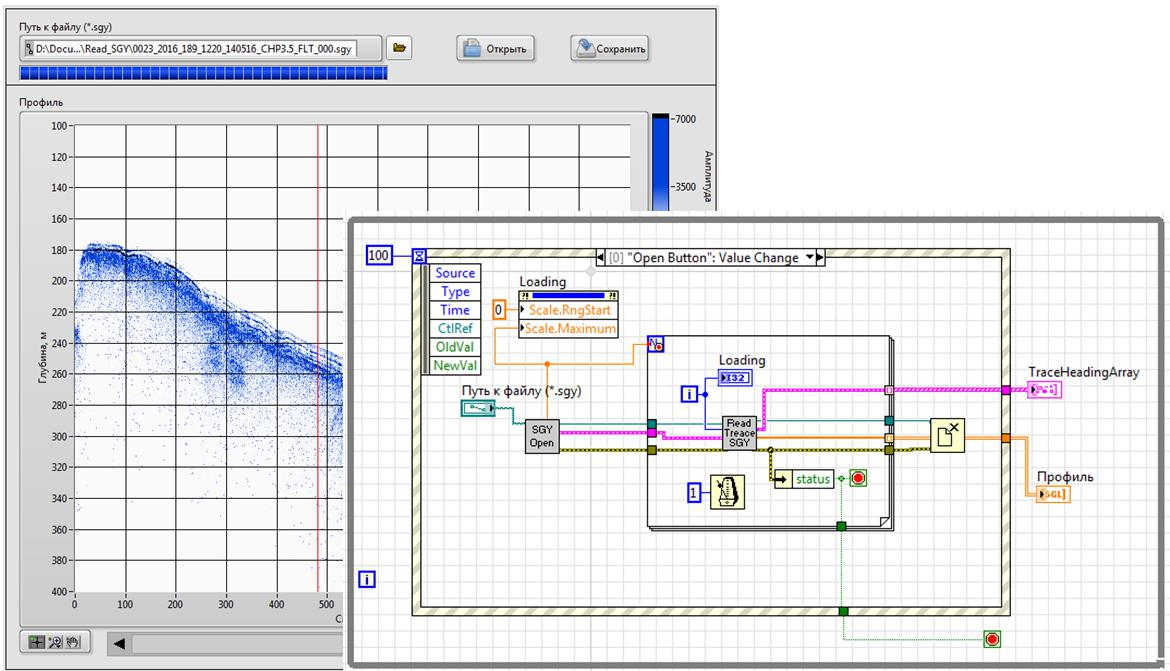 Путь к файлу (*.sgy)
D:\Docu...\Read_SGY\0023_2016_189_1220_140516_CHP3.5_FLT_000.sgy
Открыть
Сохранить
Профиль
100
120
140
160
180
200
220
240
260
280
300
320
340
360
380
400
Глубина, м
0
100
200
300
400
500
С
7000
3500
Амплитуда
100
[0] "Open Button": Value Change
Source
Type
Time
CtlRef
OldVal
NewVal
Loading
0
Scale.RngStart
Scale.Maximum
N
Путь к файлу (*.sgy)
SGY
Open
Loading
I32
i
Read
Treace
SGY
1
status
TraceHeadingArray
Профиль
SGL
i